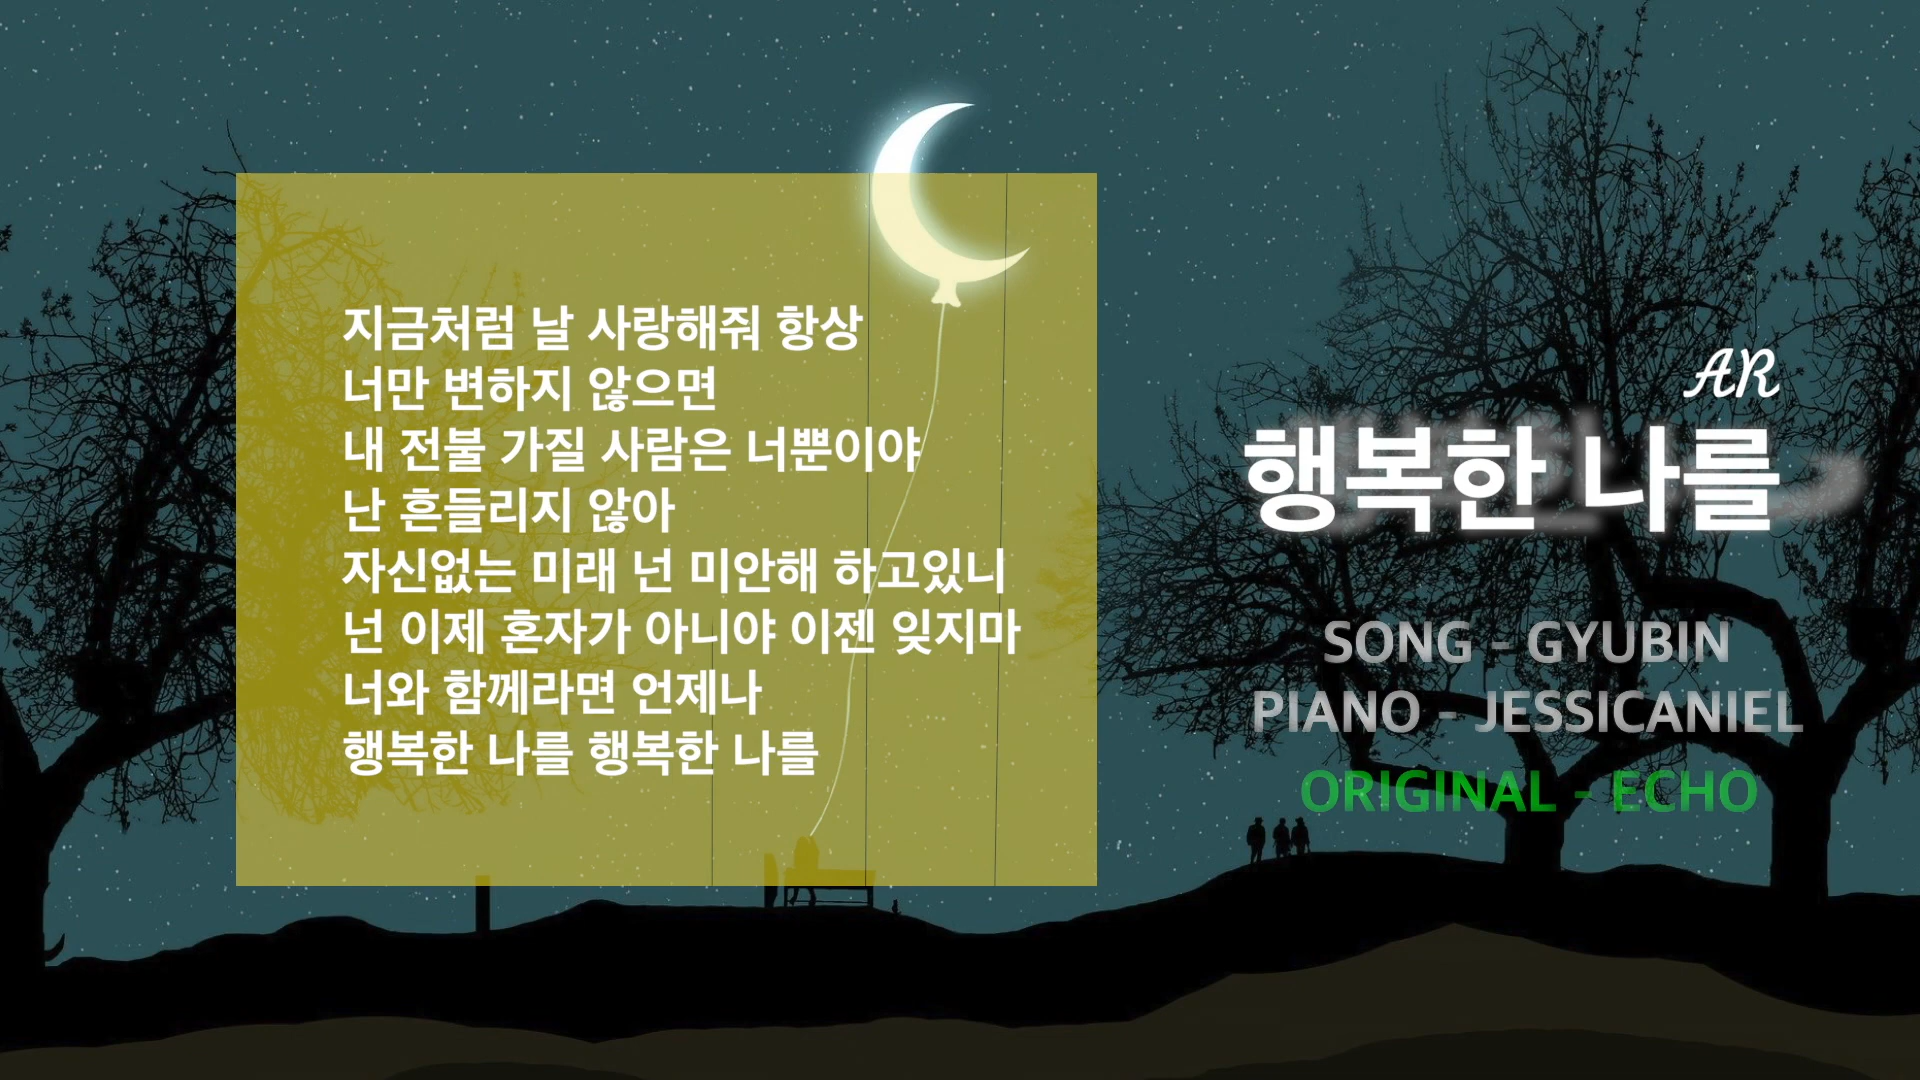 지금처럼 날 사랑해줘 항상
너만 변하지 않으면
내 전불 가질 사람은 너뿐이야
난 흔들리지 않아
자신없는 미래 넌 미안해 하고있니
넌 이제 혼자가 아니야 이젠 잊지마
너와 함께라면 언제나
행복한 나를 행복한 나를
AR
행복한 나를
SONG - GYUBIN
PIANO - JESSICANIEL
ORIGINAL - ECHO